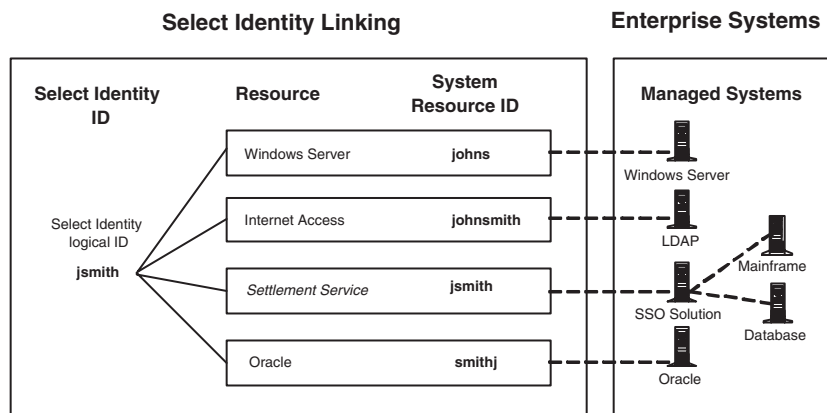 Select Identity Linking
Enterprise Systems
Select Identity
ID
Resource
System
Resource ID
Managed Systems
Windows Server
johns
Windows Server
Select Identity
logical ID
jsmith
Internet Access
johnsmith
LDAP
Mainframe
Settlement Service
jsmith
SSO Solution
Database
Oracle
smithj
Oracle